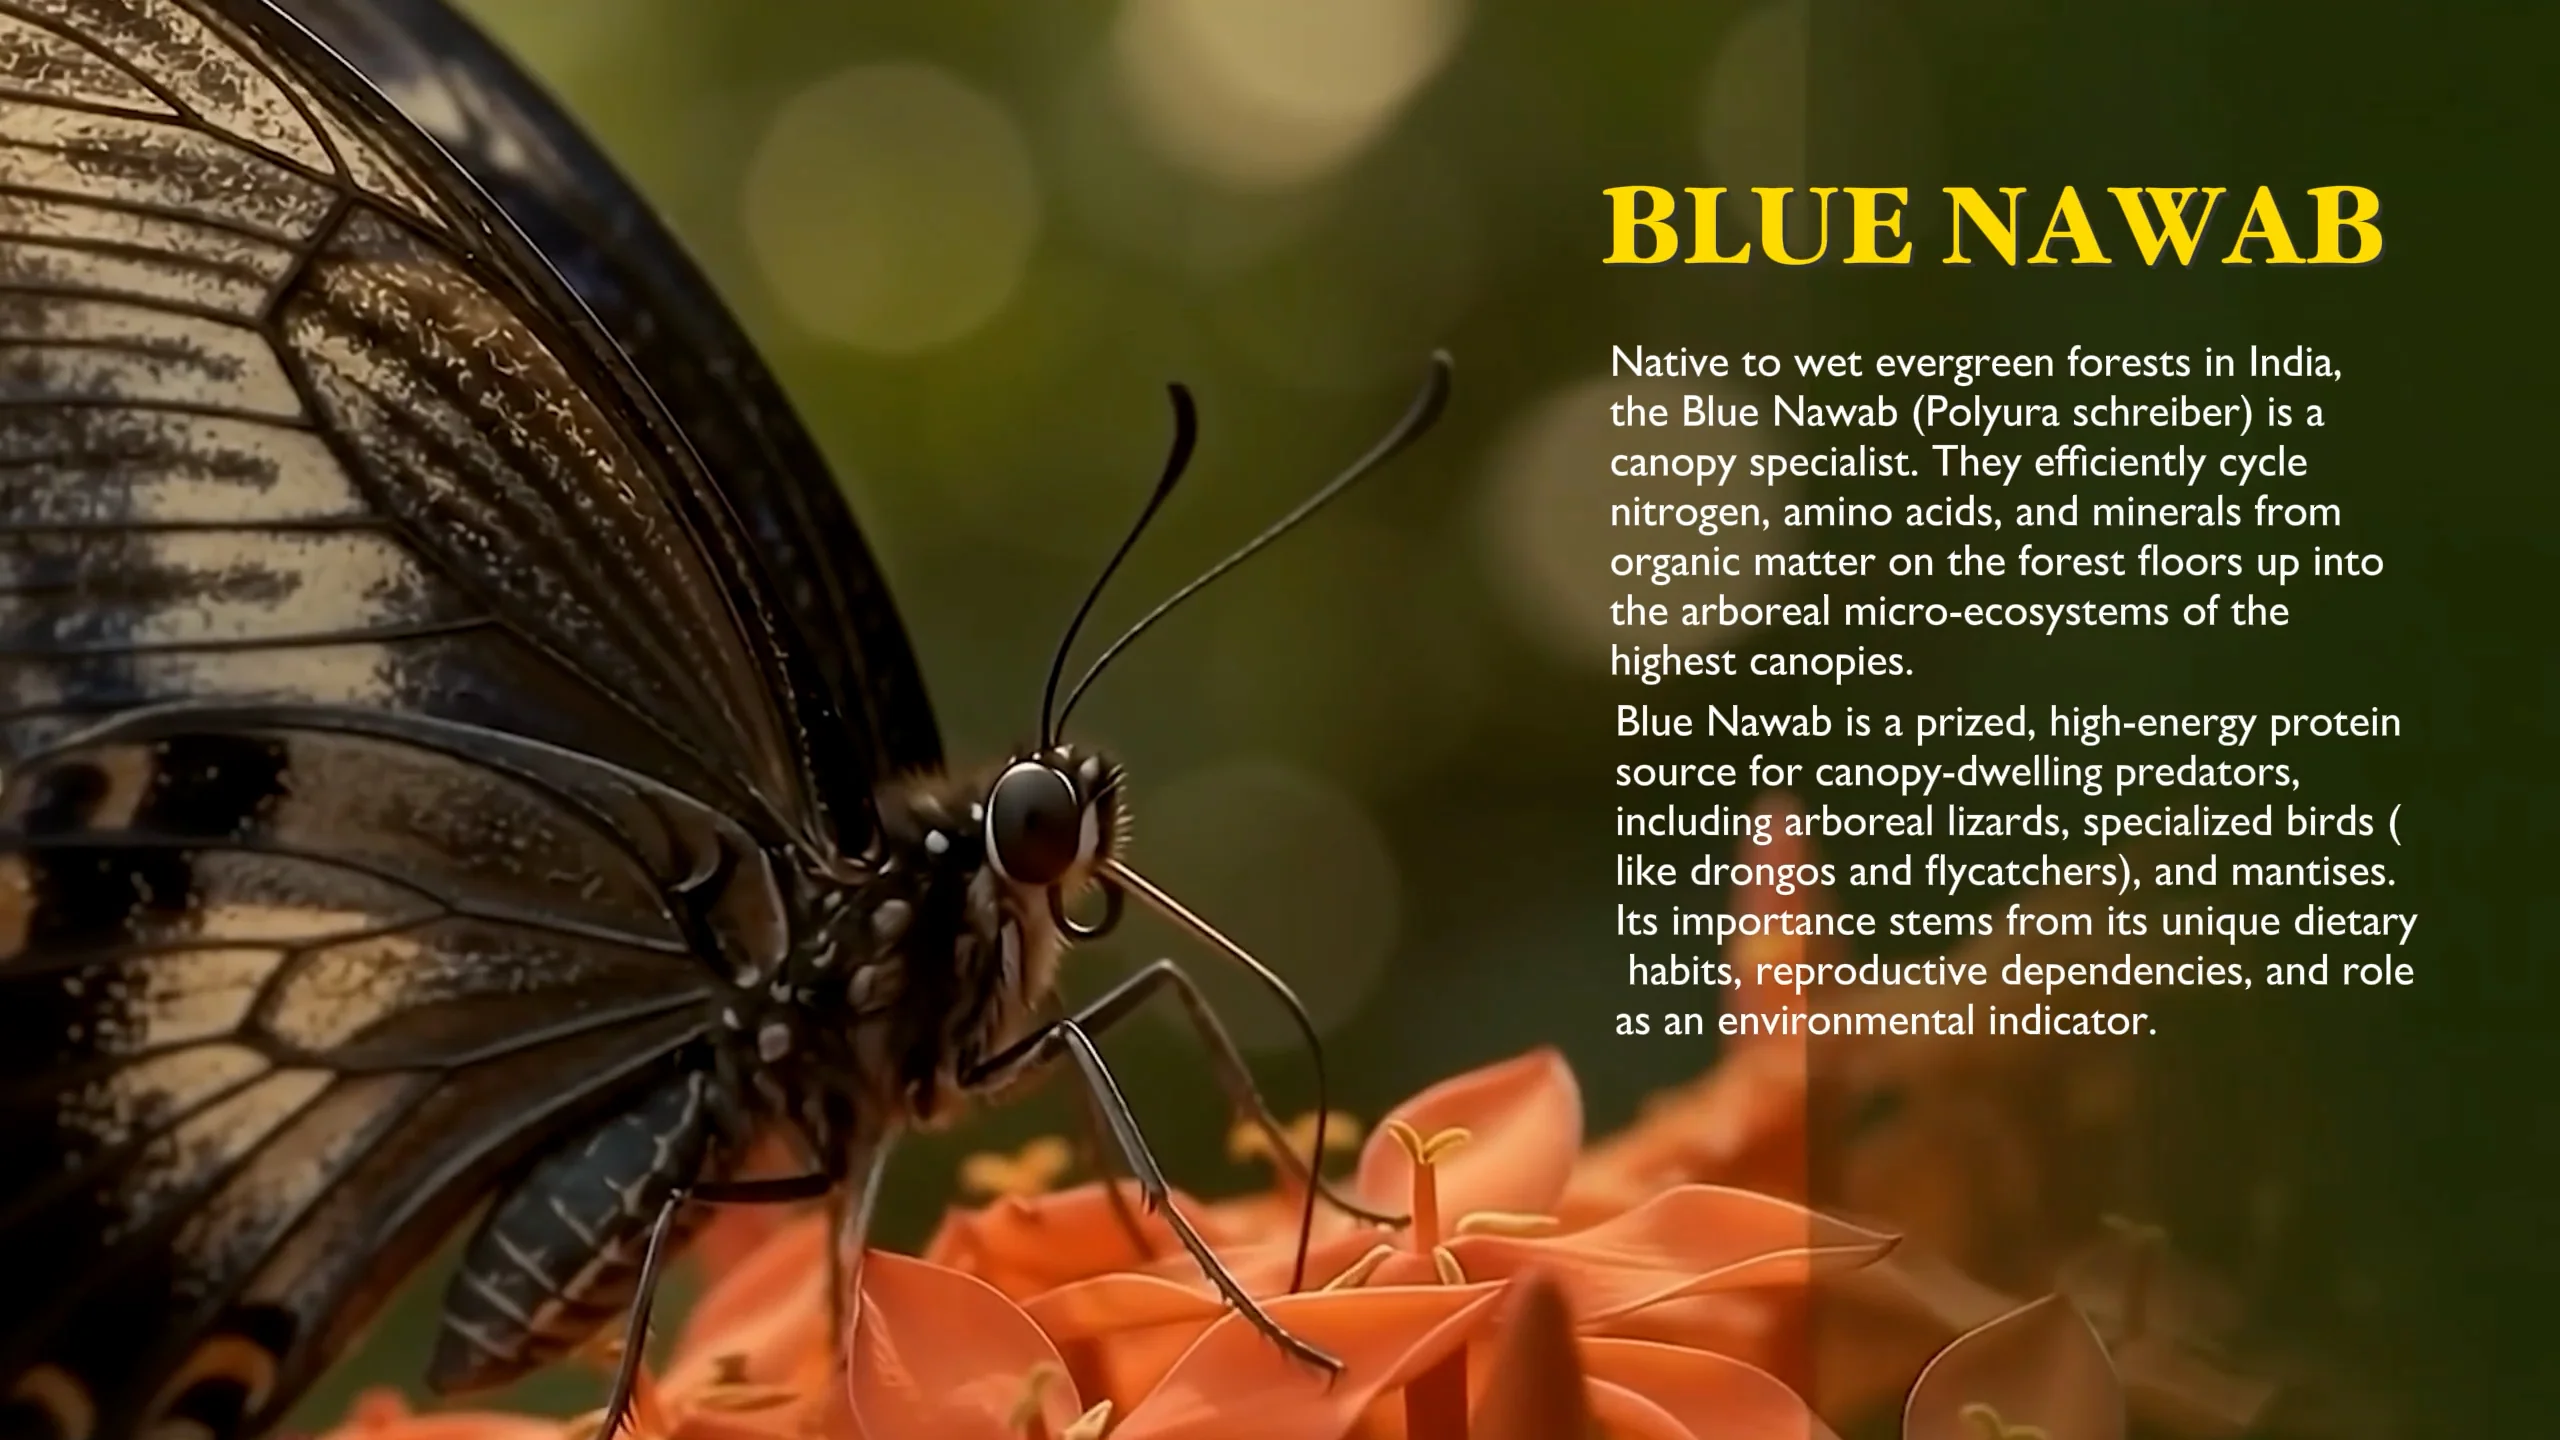 BLUE NAWAB
Native to wet evergreen forests in India,
the Blue Nawab (Polyura schreiber) is a
canopy specialist. They efficiently cycle
nitrogen, amino acids, and minerals from
organic matter on the forest floors up into
the arboreal micro-ecosystems of the
highest canopies.
Blue Nawab is a prized, high-energy protein
source for canopy-dwelling predators,
including arboreal lizards, specialized birds (
like drongos and flycatchers), and mantises.
Its importance stems from its unique dietary
habits, reproductive dependencies, and role
as an environmental indicator.